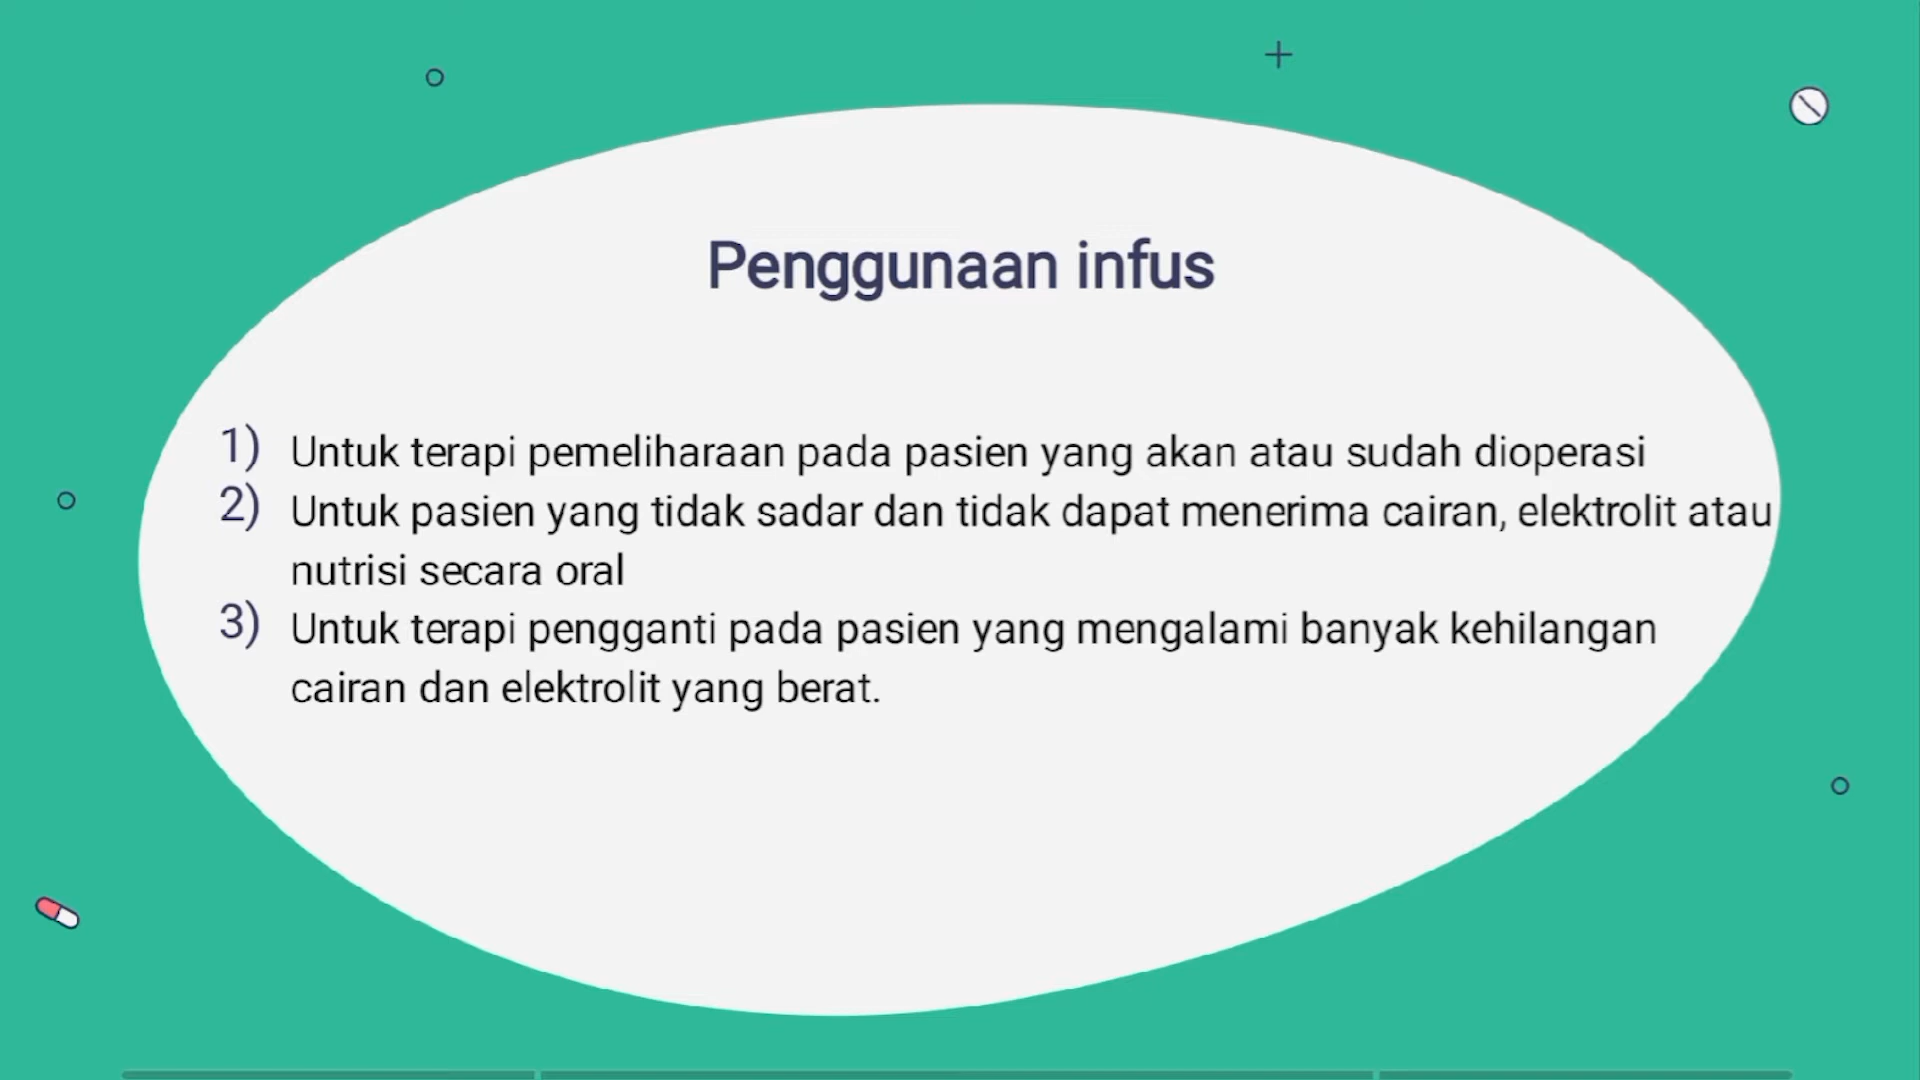 Penggunaan infus
1) Untuk terapi pemeliharaan pada pasien yang akan atau sudah dioperasi
2) Untuk pasien yang tidak sadar dan tidak dapat menerima cairan, elektrolit atau
nutrisi secara oral
3) Untuk terapi pengganti pada pasien yang mengalami banyak kehilangan
cairan dan elektrolit yang berat.